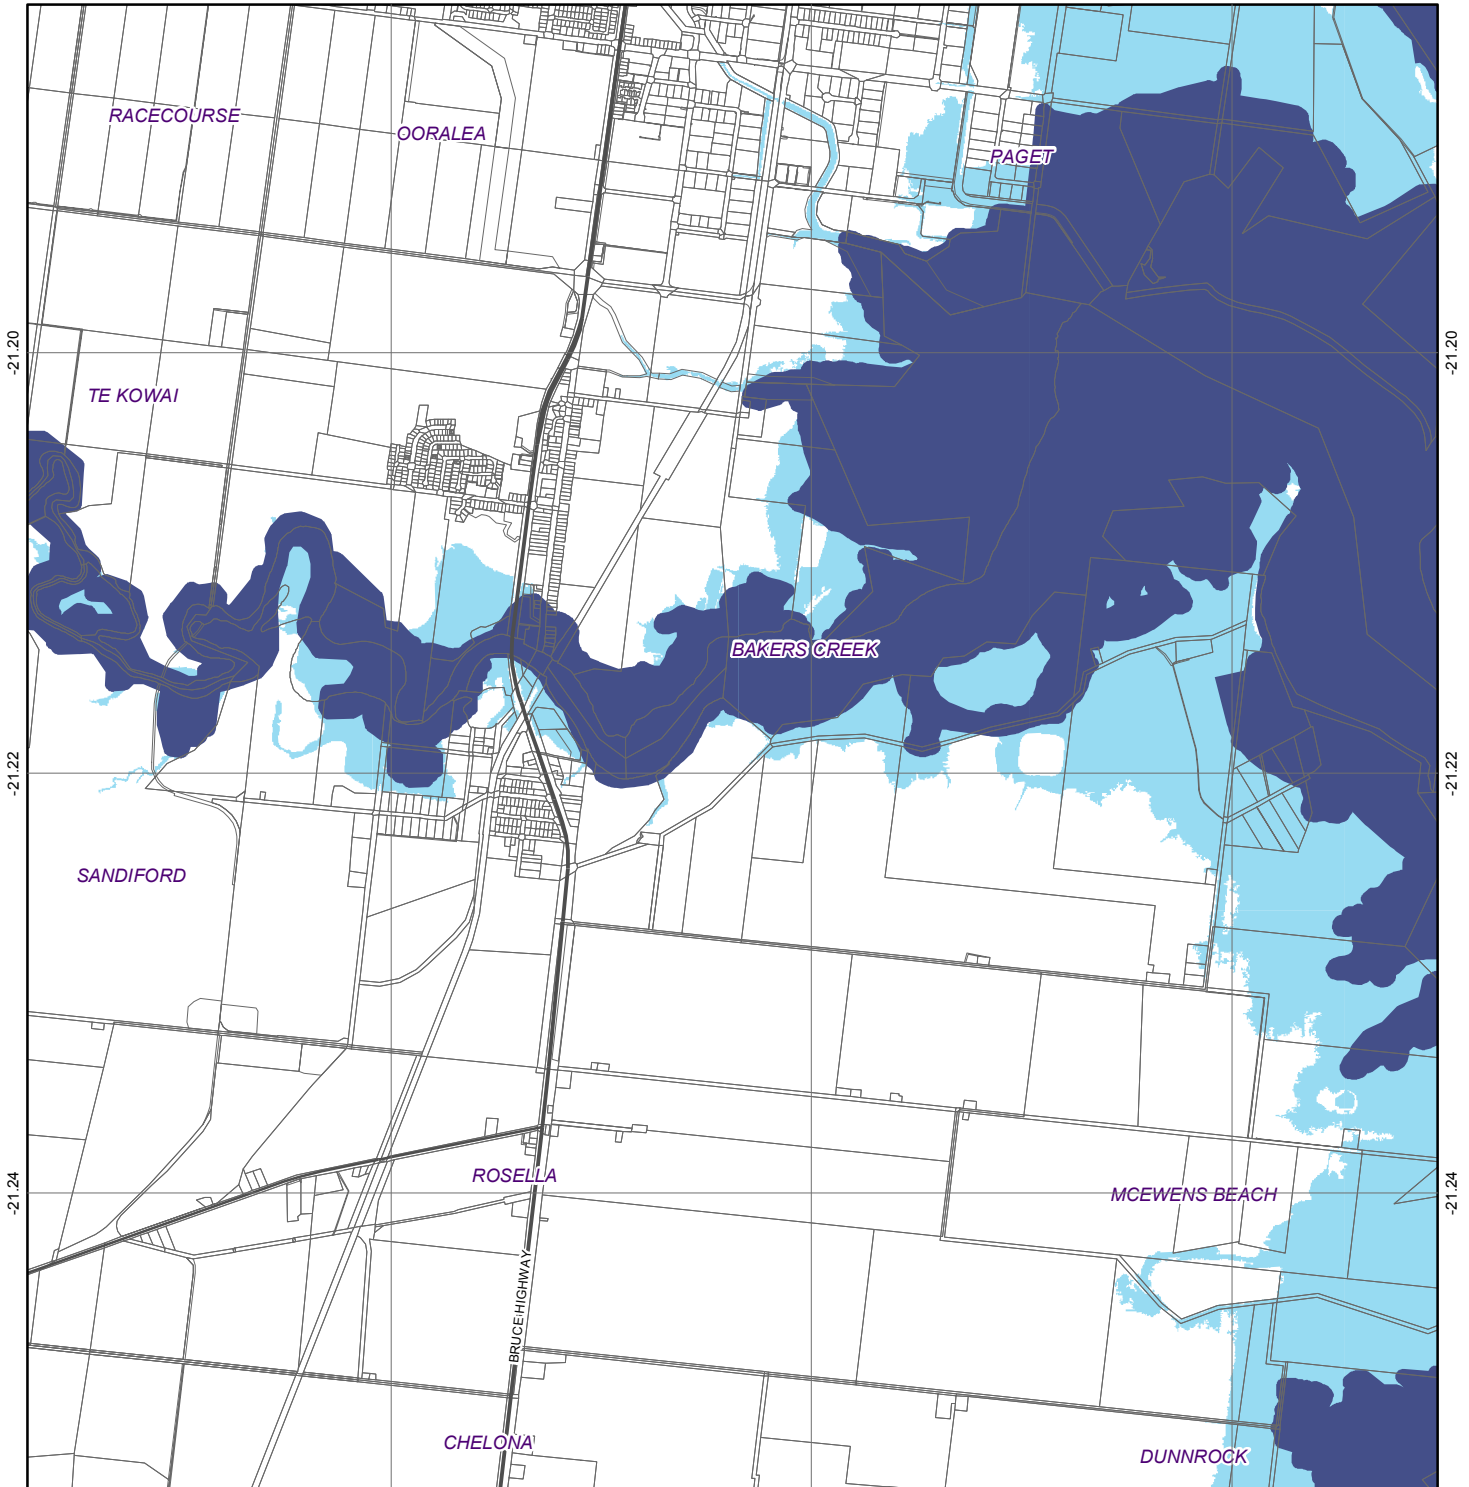 RACECOURSE
OORALEA
PAGET
-21.20
-21.20
TE KOWAI
BAKERS CREEK
-21.22
-21.22
SANDIFORD
ROSELLA
-21.24
MCEWENS BEACH
-21.24
BRUCE HIGHWAY
CHELONA
DUNNROCK